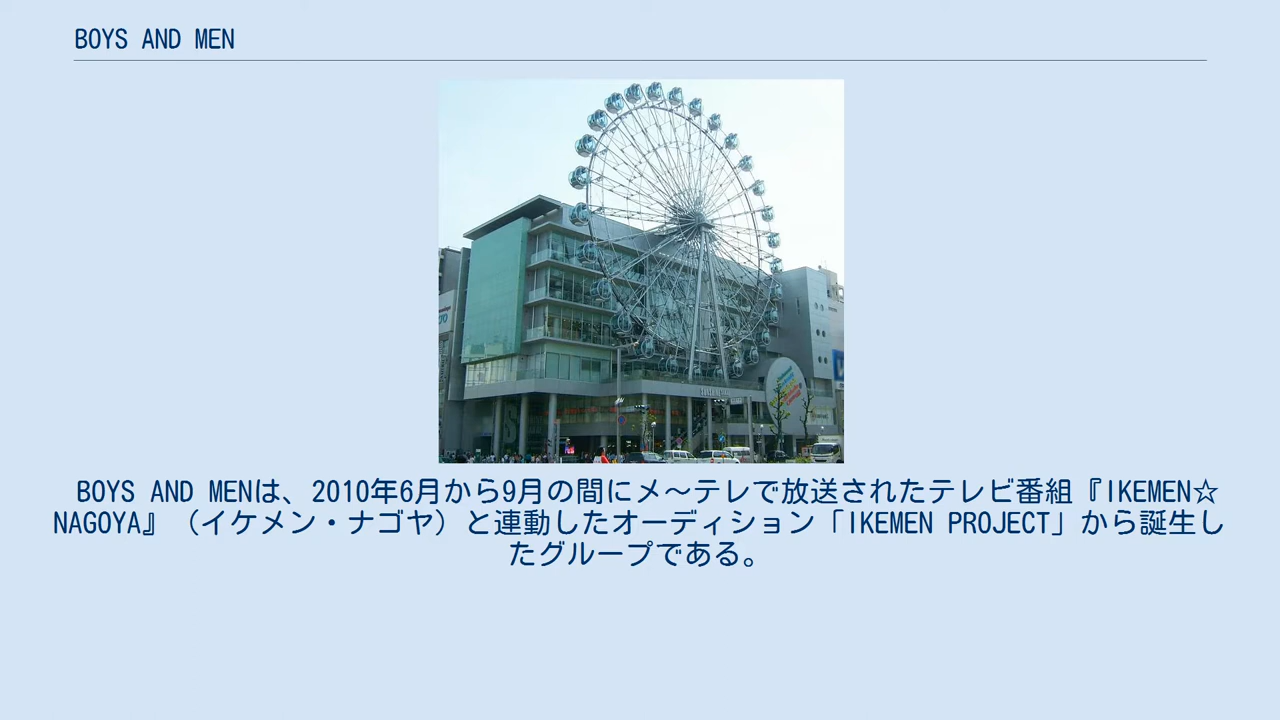 BOYS AND MEN
BOYS AND MENは、2010年6月から9月の間にメ〜テレで放送されたテレビ番組『IKEMEN☆
NAGOYA』（イケメン・ナゴヤ）と連動したオーディション「IKEMEN PROJECT」から誕生し
たグループである。